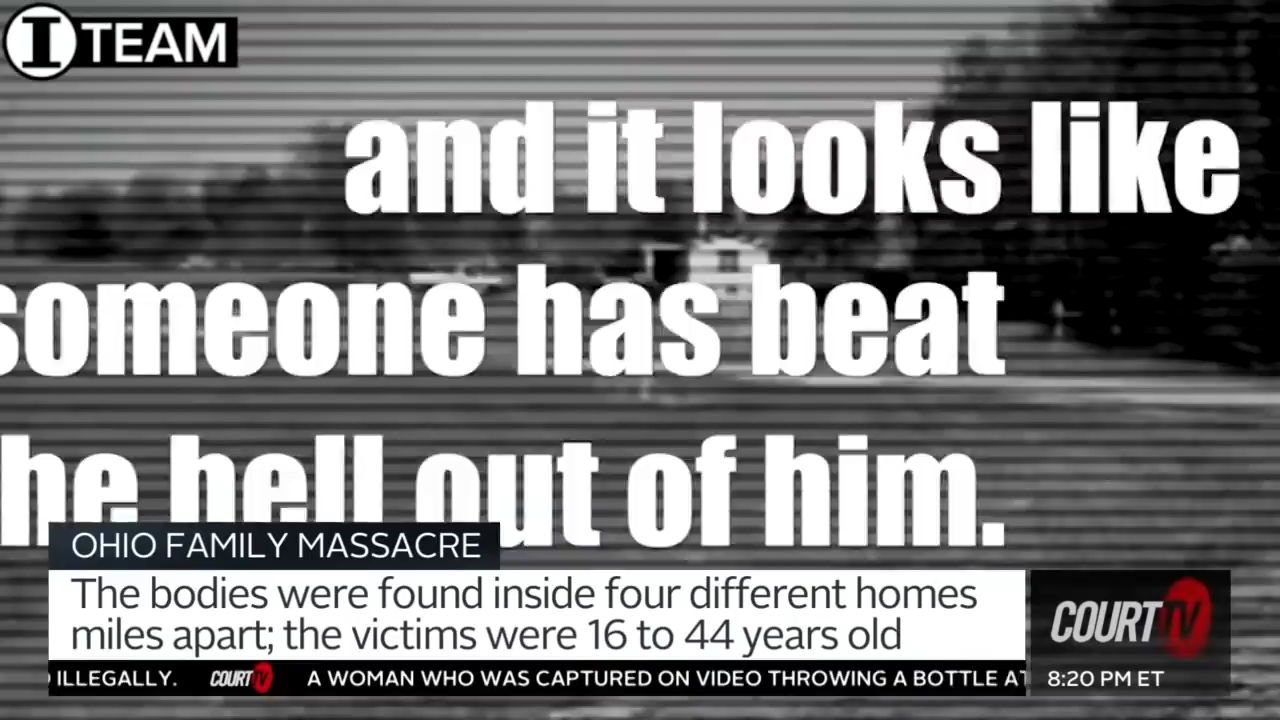 I TEAM
and it looks like
someone has beat
he hell out of him.
OHIO FAMILY MASSACRE
The bodies were found inside four different homes
miles apart; the victims were 16 to 44 years old
COURT TV
ILLEGALLY. COURT TV A WOMAN WHO WAS CAPTURED ON VIDEO THROWING A BOTTLE AT
8:20 PM ET